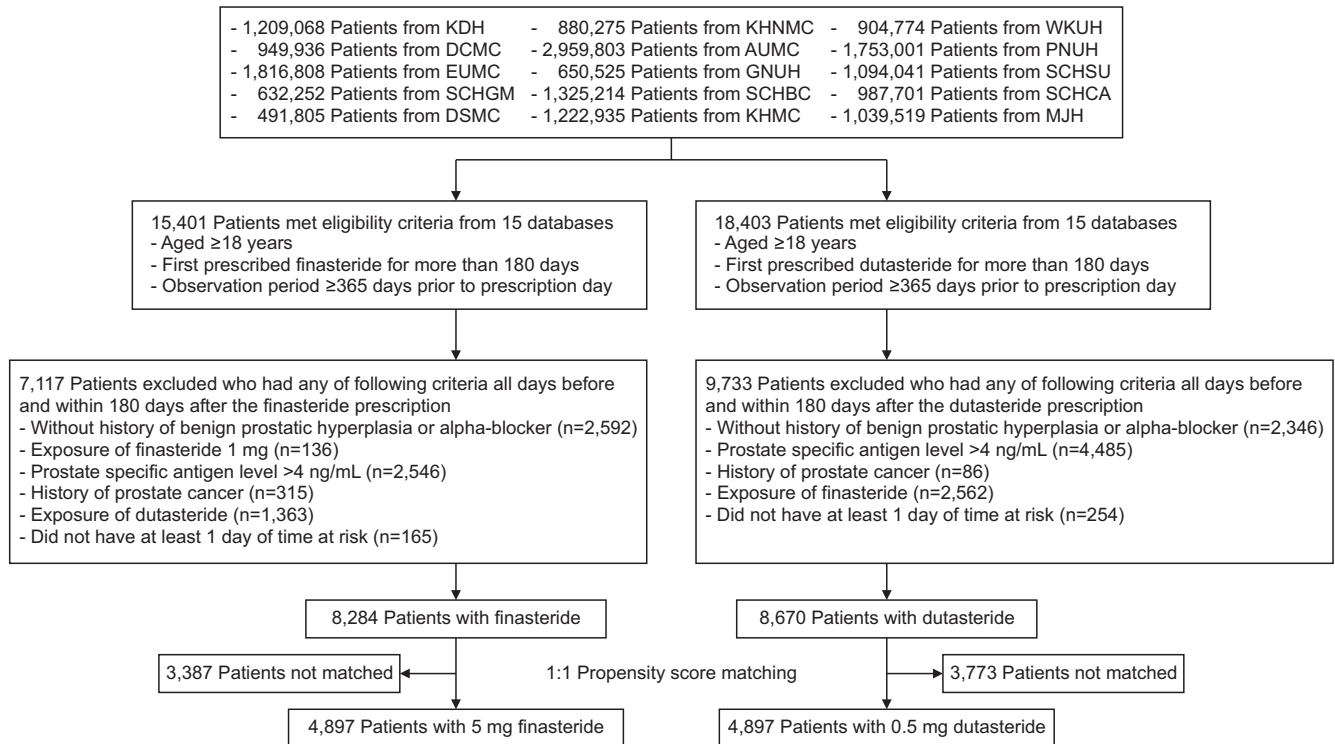 - 1,209,068 Patients from KDH - 880,275 Patients from KHNMC - 904,774 Patients from WKUH
- 949,936 Patients from DCMC - 2,959,803 Patients from AUMC - 1,753,001 Patients from PNUH
- 1,816,808 Patients from EUMC - 650,525 Patients from GNUH - 1,094,041 Patients from SCHSU
- 632,252 Patients from SCHGM - 1,325,214 Patients from SCHBC - 987,701 Patients from SCHCA
- 491,805 Patients from DSMC - 1,222,935 Patients from KHMC - 1,039,519 Patients from MJH
15,401 Patients met eligibility criteria from 15 databases
- Aged ≥18 years
- First prescribed finasteride for more than 180 days
- Observation period ≥365 days prior to prescription day
18,403 Patients met eligibility criteria from 15 databases
- Aged ≥18 years
- First prescribed dutasteride for more than 180 days
- Observation period ≥365 days prior to prescription day
7,117 Patients excluded who had any of following criteria all days before
and within 180 days after the finasteride prescription
- Without history of benign prostatic hyperplasia or alpha-blocker (n=2,592)
- Exposure of finasteride 1 mg (n=136)
- Prostate specific antigen level >4 ng/mL (n=2,546)
- History of prostate cancer (n=315)
- Exposure of dutasteride (n=1,363)
- Did not have at least 1 day of time at risk (n=165)
9,733 Patients excluded who had any of following criteria all days before
and within 180 days after the dutasteride prescription
- Without history of benign prostatic hyperplasia or alpha-blocker (n=2,346)
- Prostate specific antigen level >4 ng/mL (n=4,485)
- History of prostate cancer (n=86)
- Exposure of finasteride (n=2,562)
- Did not have at least 1 day of time at risk (n=254)
8,284 Patients with finasteride
8,670 Patients with dutasteride
3,387 Patients not matched
1:1 Propensity score matching
3,773 Patients not matched
4,897 Patients with 5 mg finasteride
4,897 Patients with 0.5 mg dutasteride